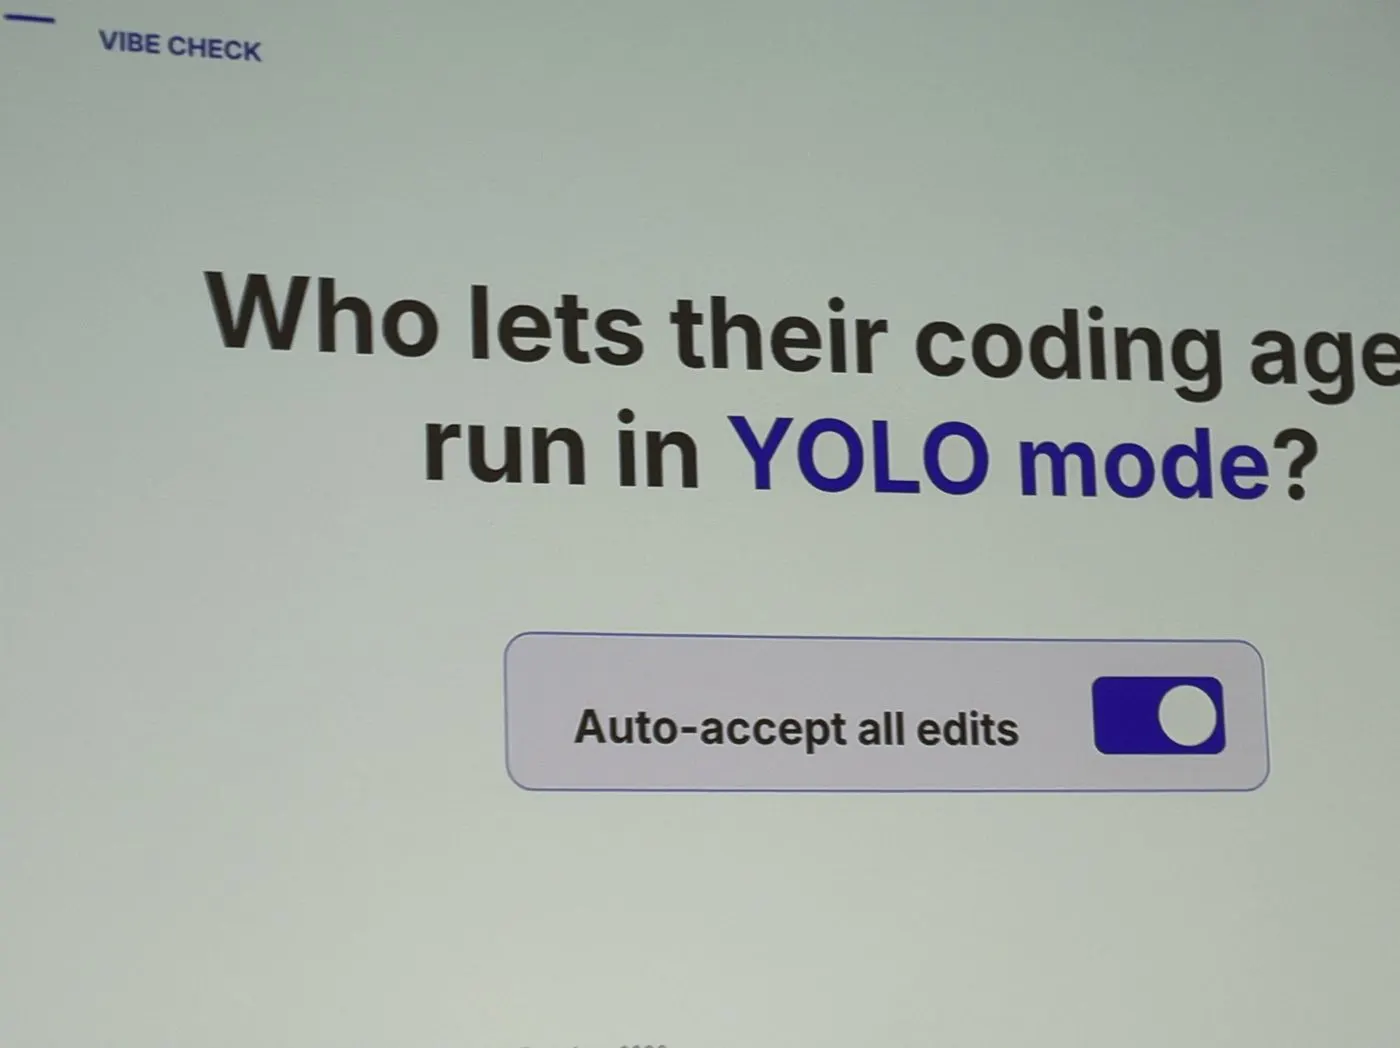 VIBE CHECK
Who lets their coding age
run in YOLO mode?
Auto-accept all edits